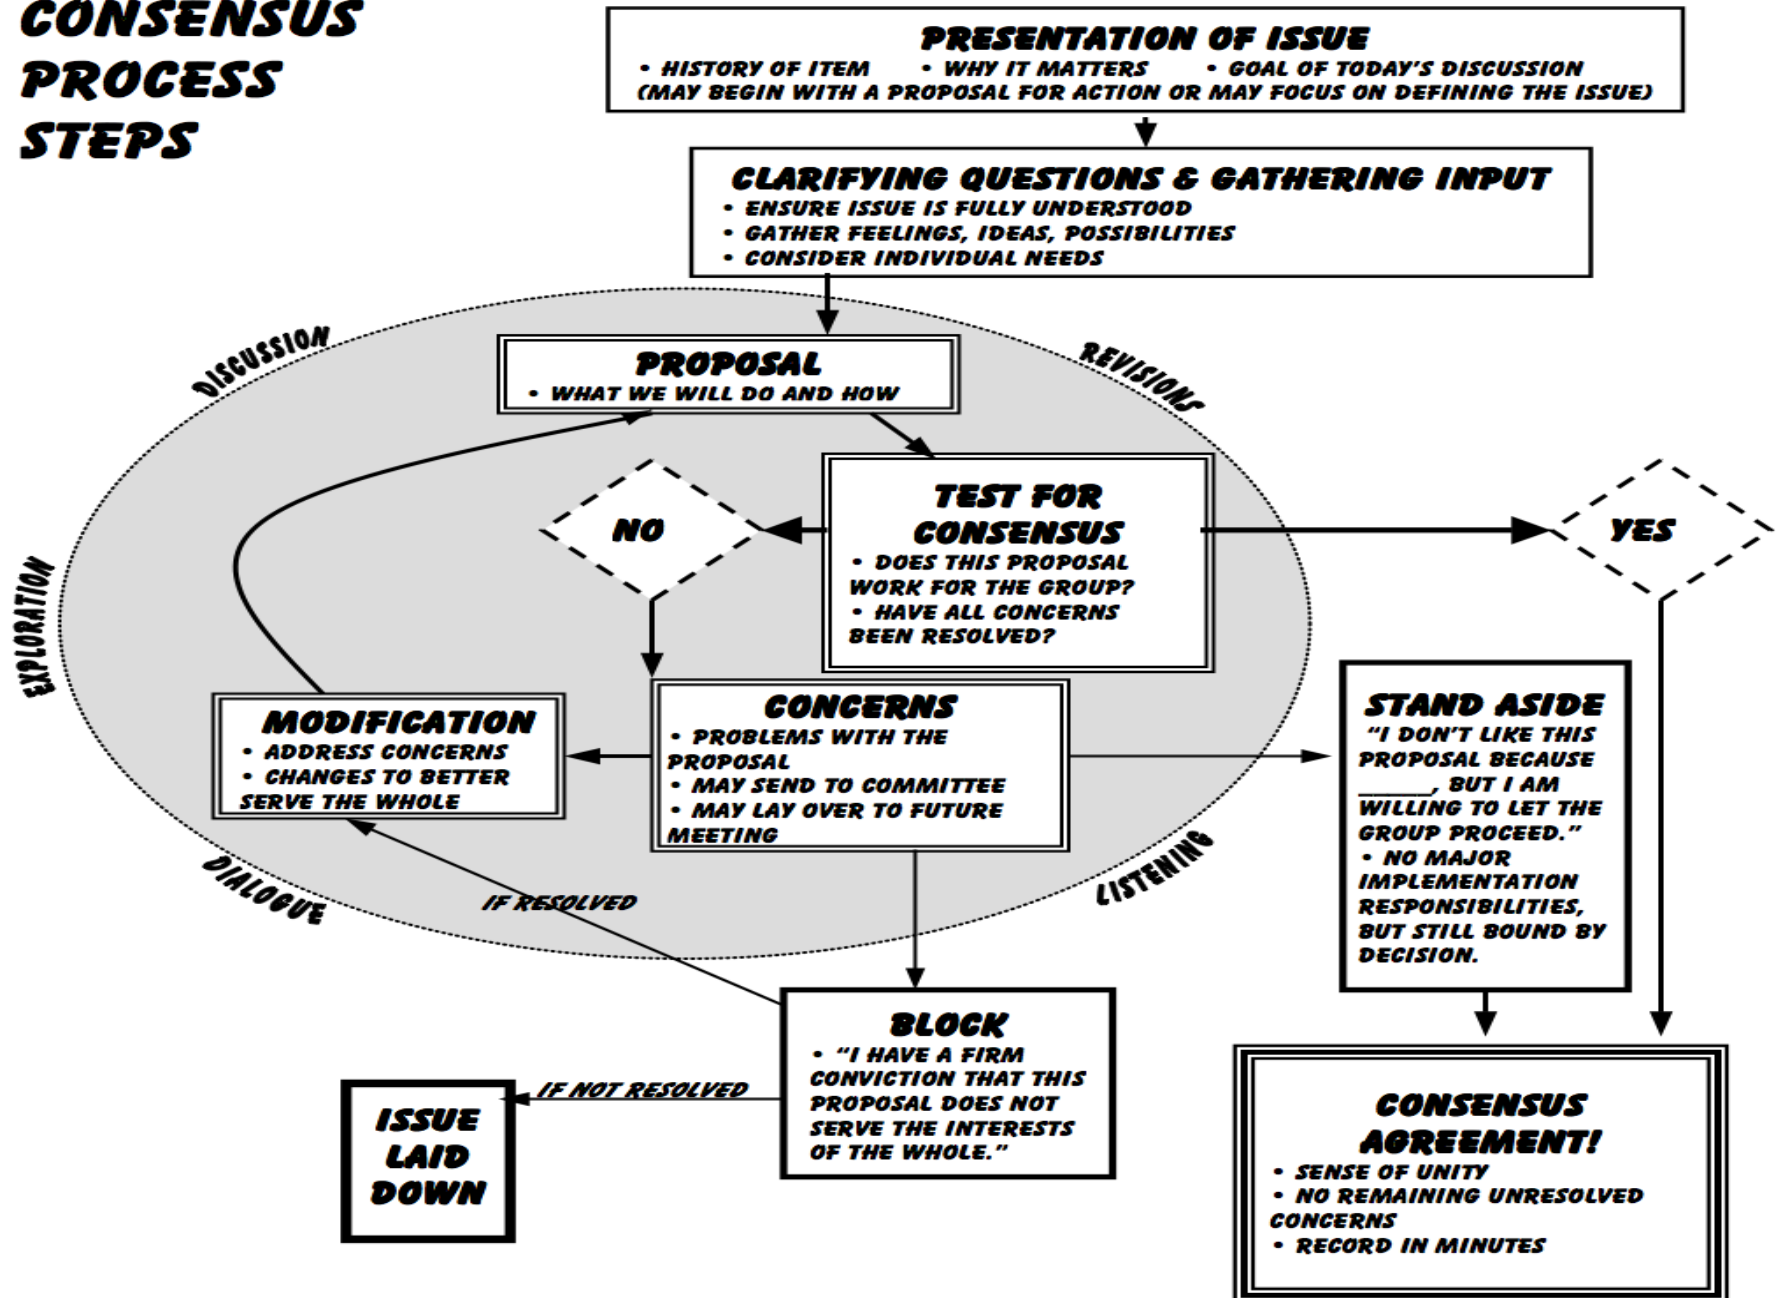 CONSENSUS
PROCESS
STEPS
PRESENTATION OF ISSUE
• HISTORY OF ITEM • WHY IT MATTERS • GOAL OF TODAY'S DISCUSSION
(MAY BEGIN WITH A PROPOSAL FOR ACTION OR MAY FOCUS ON DEFINING THE ISSUE)
CLARIFYING QUESTIONS & GATHERING INPUT
• ENSURE ISSUE IS FULLY UNDERSTOOD
• GATHER FEELINGS, IDEAS, POSSIBILITIES
• CONSIDER INDIVIDUAL NEEDS
DISCUSSION
REVISIONS
PROPOSAL
• WHAT WE WILL DO AND HOW
NO
TEST FOR
CONSENSUS
• DOES THIS PROPOSAL
WORK FOR THE GROUP?
• HAVE ALL CONCERNS
BEEN RESOLVED?
YES
EXPLORATION
MODIFICATION
• ADDRESS CONCERNS
• CHANGES TO BETTER
SERVE THE WHOLE
CONCERNS
• PROBLEMS WITH THE
PROPOSAL
• MAY SEND TO COMMITTEE
• MAY LAY OVER TO FUTURE
MEETING
STAND ASIDE
"I DON'T LIKE THIS
PROPOSAL BECAUSE
______, BUT I AM
WILLING TO LET THE
GROUP PROCEED."
• NO MAJOR
IMPLEMENTATION
RESPONSIBILITIES,
BUT STILL BOUND BY
DECISION.
DIALOGUE
LISTENING
IF RESOLVED
BLOCK
• "I HAVE A FIRM
CONVICTION THAT THIS
PROPOSAL DOES NOT
SERVE THE INTERESTS
OF THE WHOLE."
IF NOT RESOLVED
ISSUE
LAID
DOWN
CONSENSUS
AGREEMENT!
• SENSE OF UNITY
• NO REMAINING UNRESOLVED
CONCERNS
• RECORD IN MINUTES